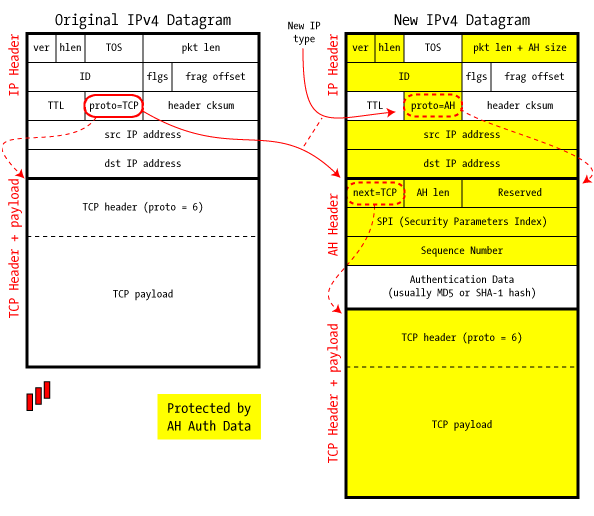 Original IPv4 Datagram
IP Header
ver hlen TOS pkt len
ID flgs frag offset
TTL proto=TCP header cksum
src IP address
dst IP address
TCP Header + payload
TCP header (proto = 6)
TCP payload
New IP
type
New IPv4 Datagram
IP Header
ver hlen TOS pkt len + AH size
ID flgs frag offset
TTL proto=AH header cksum
src IP address
dst IP address
AH Header
next=TCP AH len Reserved
SPI (Security Parameters Index)
Sequence Number
Authentication Data
(usually MD5 or SHA-1 hash)
TCP Header + payload
TCP header (proto = 6)
TCP payload
Protected by
AH Auth Data